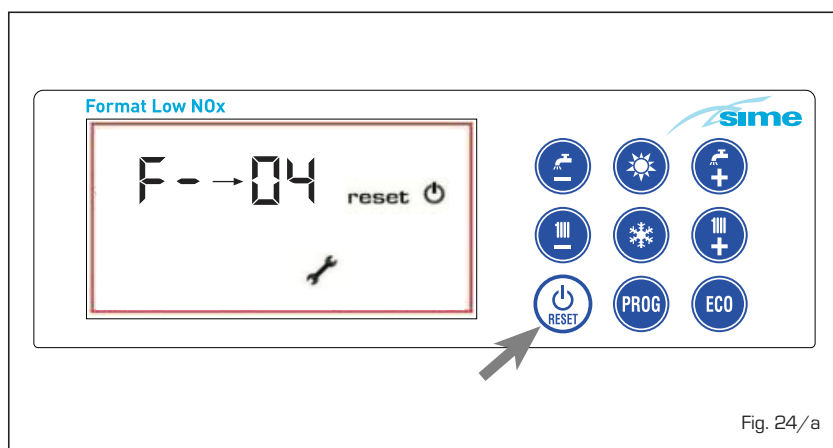 Format Low NOx
sime
F-→04 reset
RESET
PROG
ECO
Fig. 24/a